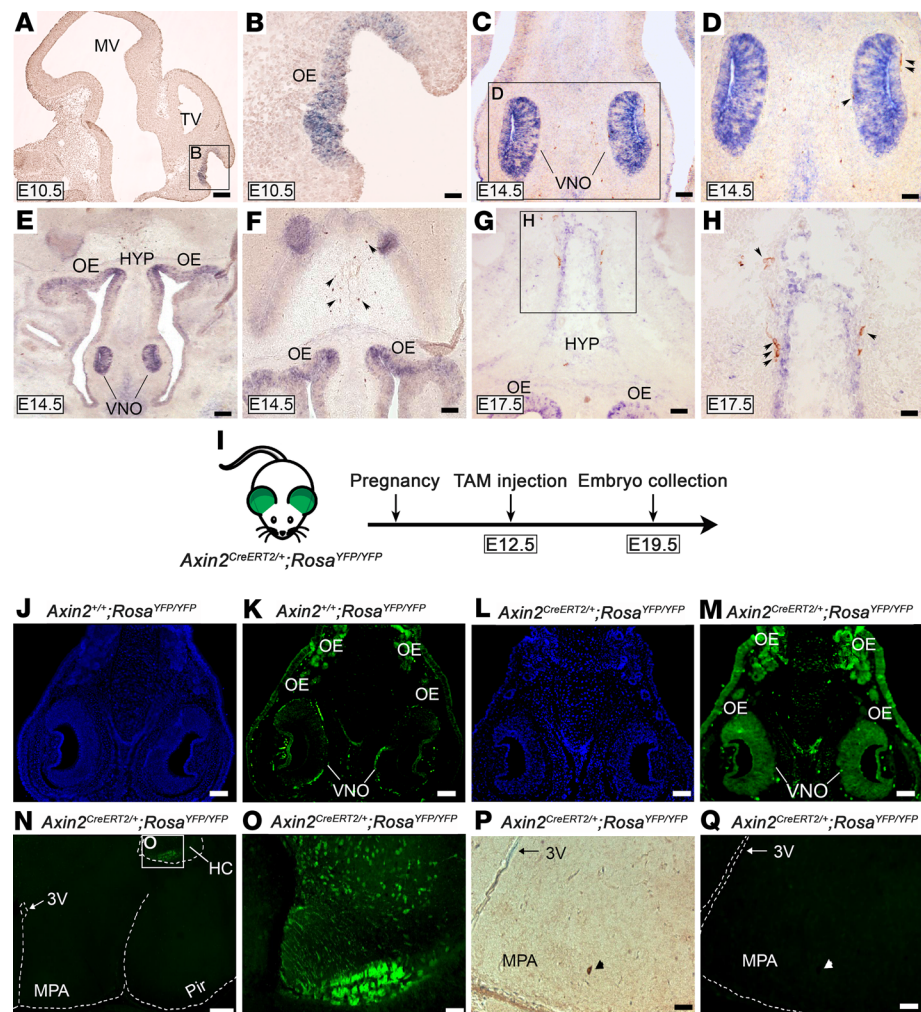 A
MV
TV
B
E10.5
B
OE
E10.5
C
D
VNO
E14.5
D
E14.5
E
OE
HYP
OE
VNO
E14.5
F
OE
OE
E14.5
G
H
HYP
OE
OE
E17.5
H
E17.5
I
Pregnancy
TAM injection
Embryo collection
E12.5
E19.5
Axin2CreERT2/+;RosaYFP/YFP
J
Axin2+/+;RosaYFP/YFP
K
Axin2+/+;RosaYFP/YFP
OE
OE
OE
VNO
L
Axin2CreERT2/+;RosaYFP/YFP
M
Axin2CreERT2/+;RosaYFP/YFP
OE
OE
OE
OE
VNO
N
Axin2CreERT2/+;RosaYFP/YFP
O
HC
3V
MPA
Pir
O
Axin2CreERT2/+;RosaYFP/YFP
P
Axin2CreERT2/+;RosaYFP/YFP
3V
MPA
Q
Axin2CreERT2/+;RosaYFP/YFP
3V
MPA